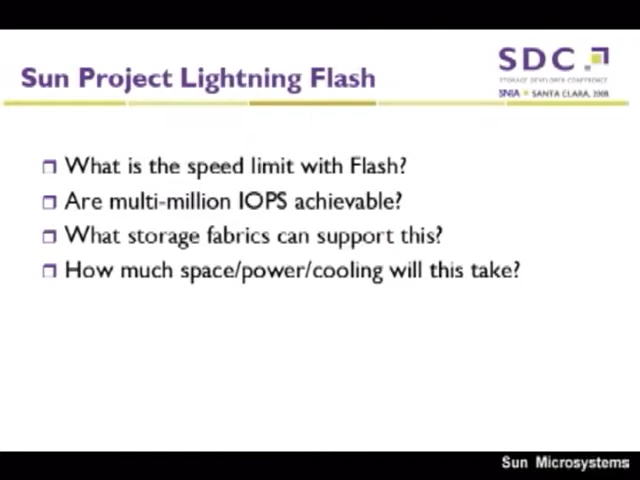 Sun Project Lightning Flash
SDC
STORAGE DEVELOPER CONFERENCE
SNIA ■ SANTA CLARA, 2008
What is the speed limit with Flash?
Are multi-million IOPS achievable?
What storage fabrics can support this?
How much space/power/cooling will this take?
Sun Microsystems